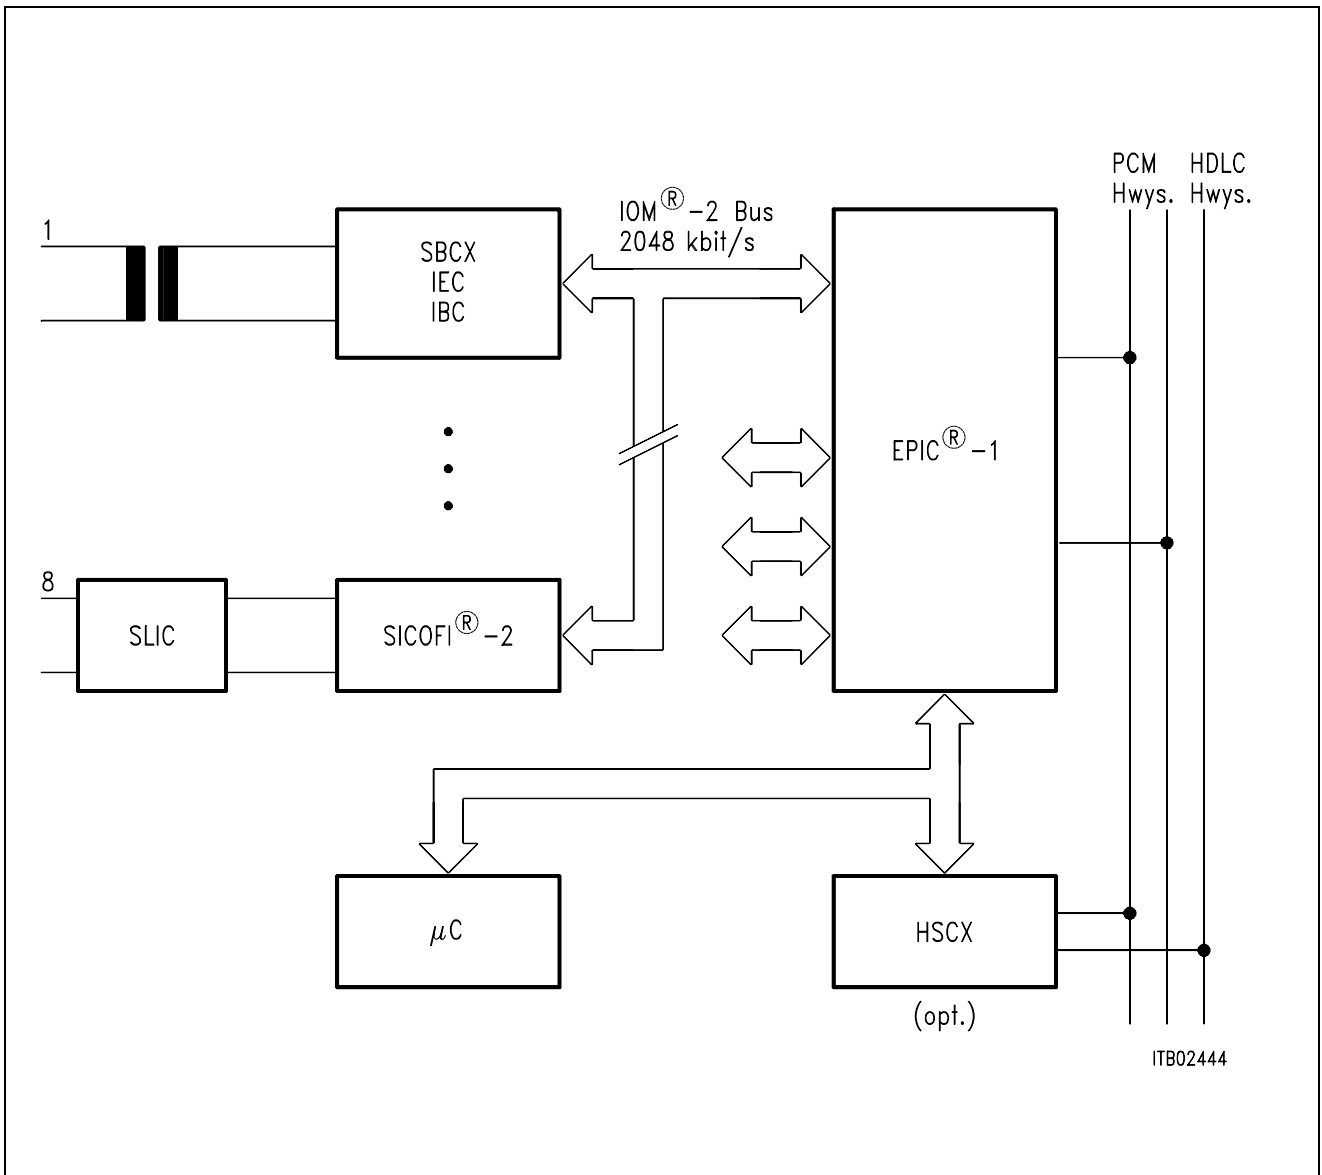 PCM HDLC
Hwys. Hwys.
IOM®-2 Bus
2048 kbit/s
1
SBCX
IEC
IBC
EPIC®-1
8
SLIC
SICOFI®-2
µC
HSCX
(opt.)
ITB02444